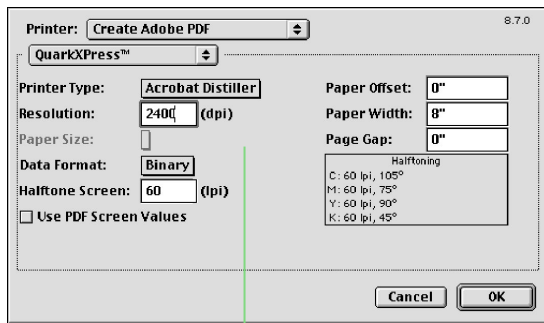 Printer: Create Adobe PDF
8.7.0
QuarkXPress™
Printer Type: Acrobat Distiller
Paper Offset: 0"
Resolution: 2400 (dpi)
Paper Width: 8"
Paper Size:
Page Gap: 0"
Data Format: Binary
Halftoning
C: 60 lpi, 105°
M: 60 lpi, 75°
Y: 60 lpi, 90°
K: 60 lpi, 45°
Halftone Screen: 60 (lpi)
Use PDF Screen Values
Cancel
OK